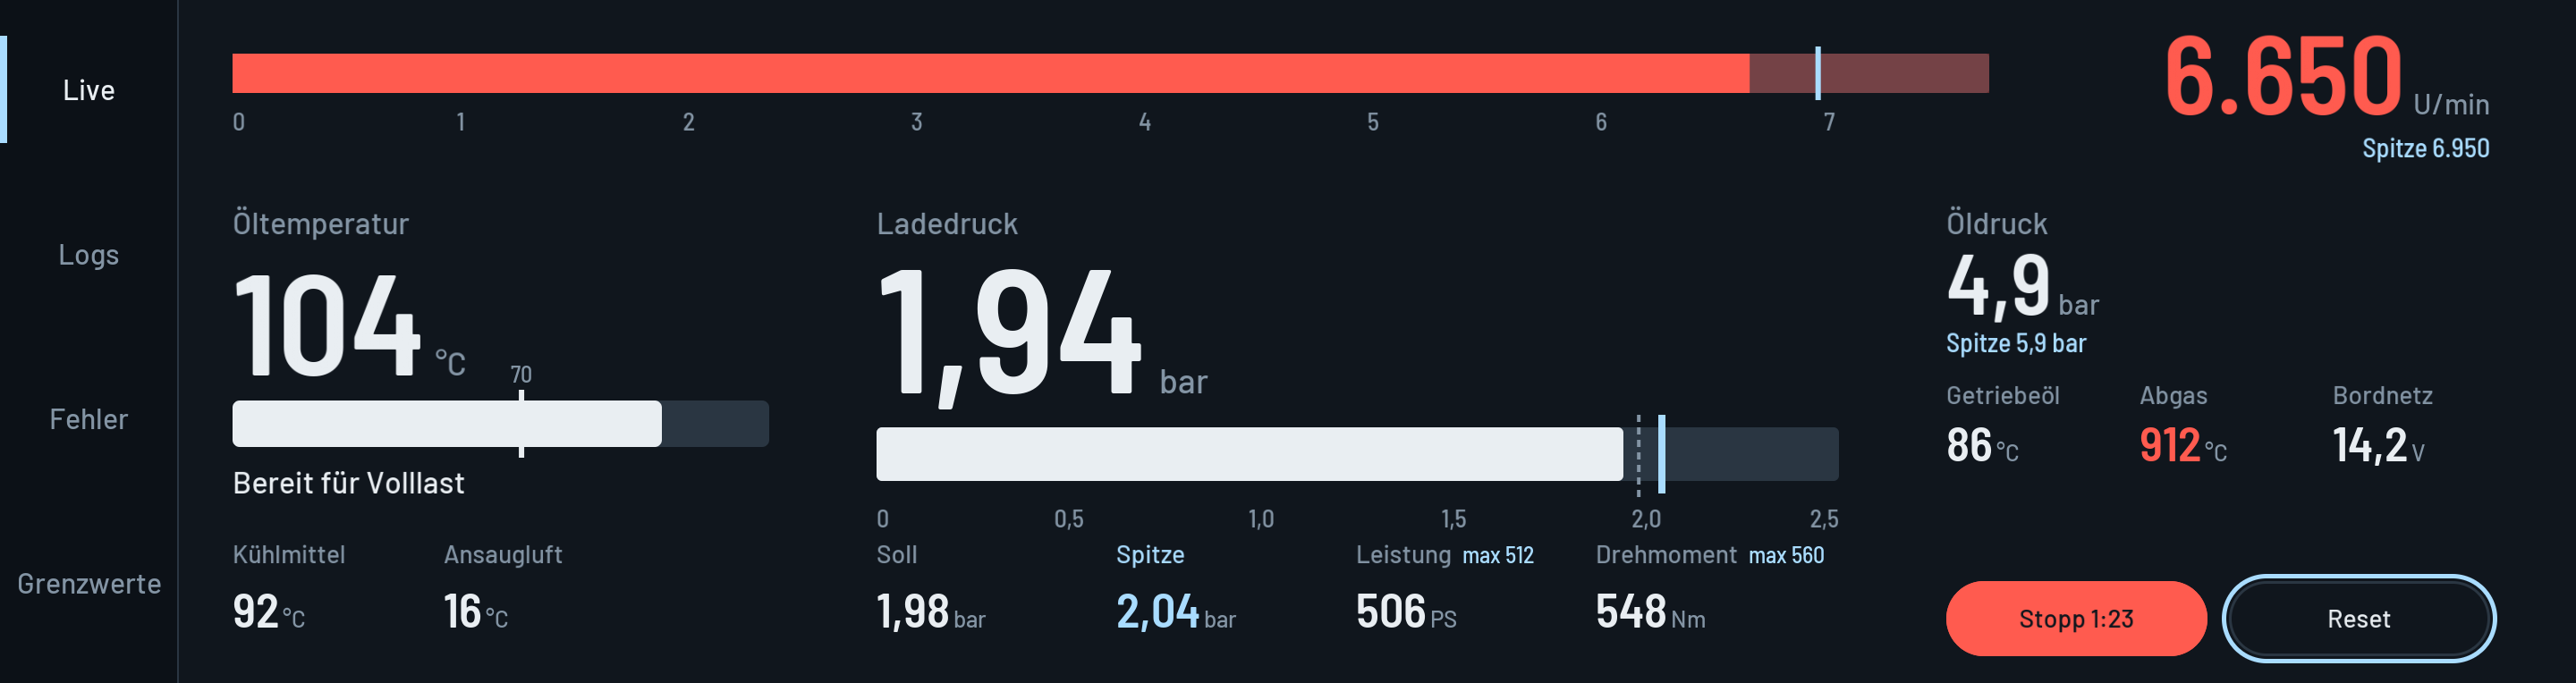 Live
Logs
Fehler
Grenzwerte
0 1 2 3 4 5 6 7
6.650 U/min
Spitze 6.950
Öltemperatur
104 °C
70
Bereit für Volllast
Kühlmittel
92 °C
Ansaugluft
16 °C
Ladedruck
1,94 bar
0 0,5 1,0 1,5 2,0 2,5
Soll
1,98 bar
Spitze
2,04 bar
Leistung max 512
506 PS
Drehmoment max 560
548 Nm
Öldruck
4,9 bar
Spitze 5,9 bar
Getriebeöl
86 °C
Abgas
912 °C
Bordnetz
14,2 V
Stopp 1:23
Reset